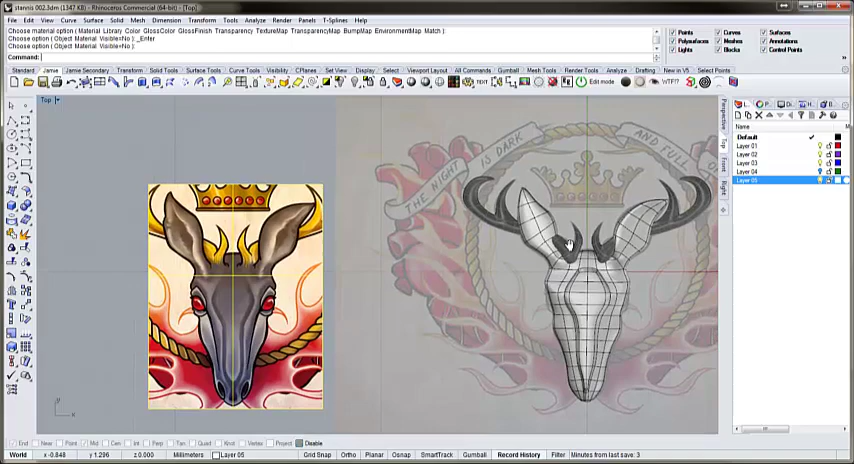 stannis 002.3dm (1347 KB) - Rhinoceros Commercial (64-bit) - [Top]
File Edit View Curve Surface Solid Mesh Dimension Transform Tools Analyze Render Panels T-Splines Help
Choose material option ( Material Library Color GlossColor GlossFinish Transparency TextureMap TransparencyMap BumpMap EnvironmentMap Match ):
Choose option ( Object Material Visible=No ): _Enter
Choose option ( Object Material Visible=No ):
Command:
Points Curves Surfaces
Polysurfaces Meshes Annotations
Lights Blocks Control Points
Standard Jamie Jamie Secondary Transform Tools Solid Tools Surface Tools Curve Tools Visibility CPlanes Set View Display Select Viewport Layout All Commands Gumball Mesh Tools Render Tools Analyze Drafting New in V5 Select Points
TEXT Edit mode WTF!?
Top
Perspective
Top
Front
Right
Name
Default
Layer 01
Layer 02
Layer 03
Layer 04
Layer 05
THE NIGHT IS DARK AND FULL
y
x
End Near Point Mid Cen Int Perp Tan Quad Knot Vertex Project Disable
World x -0.848 y 1.296 z 0.000 Millimeters Layer 05 Grid Snap Ortho Planar Osnap SmartTrack Gumball Record History Filter Minutes from last save: 3